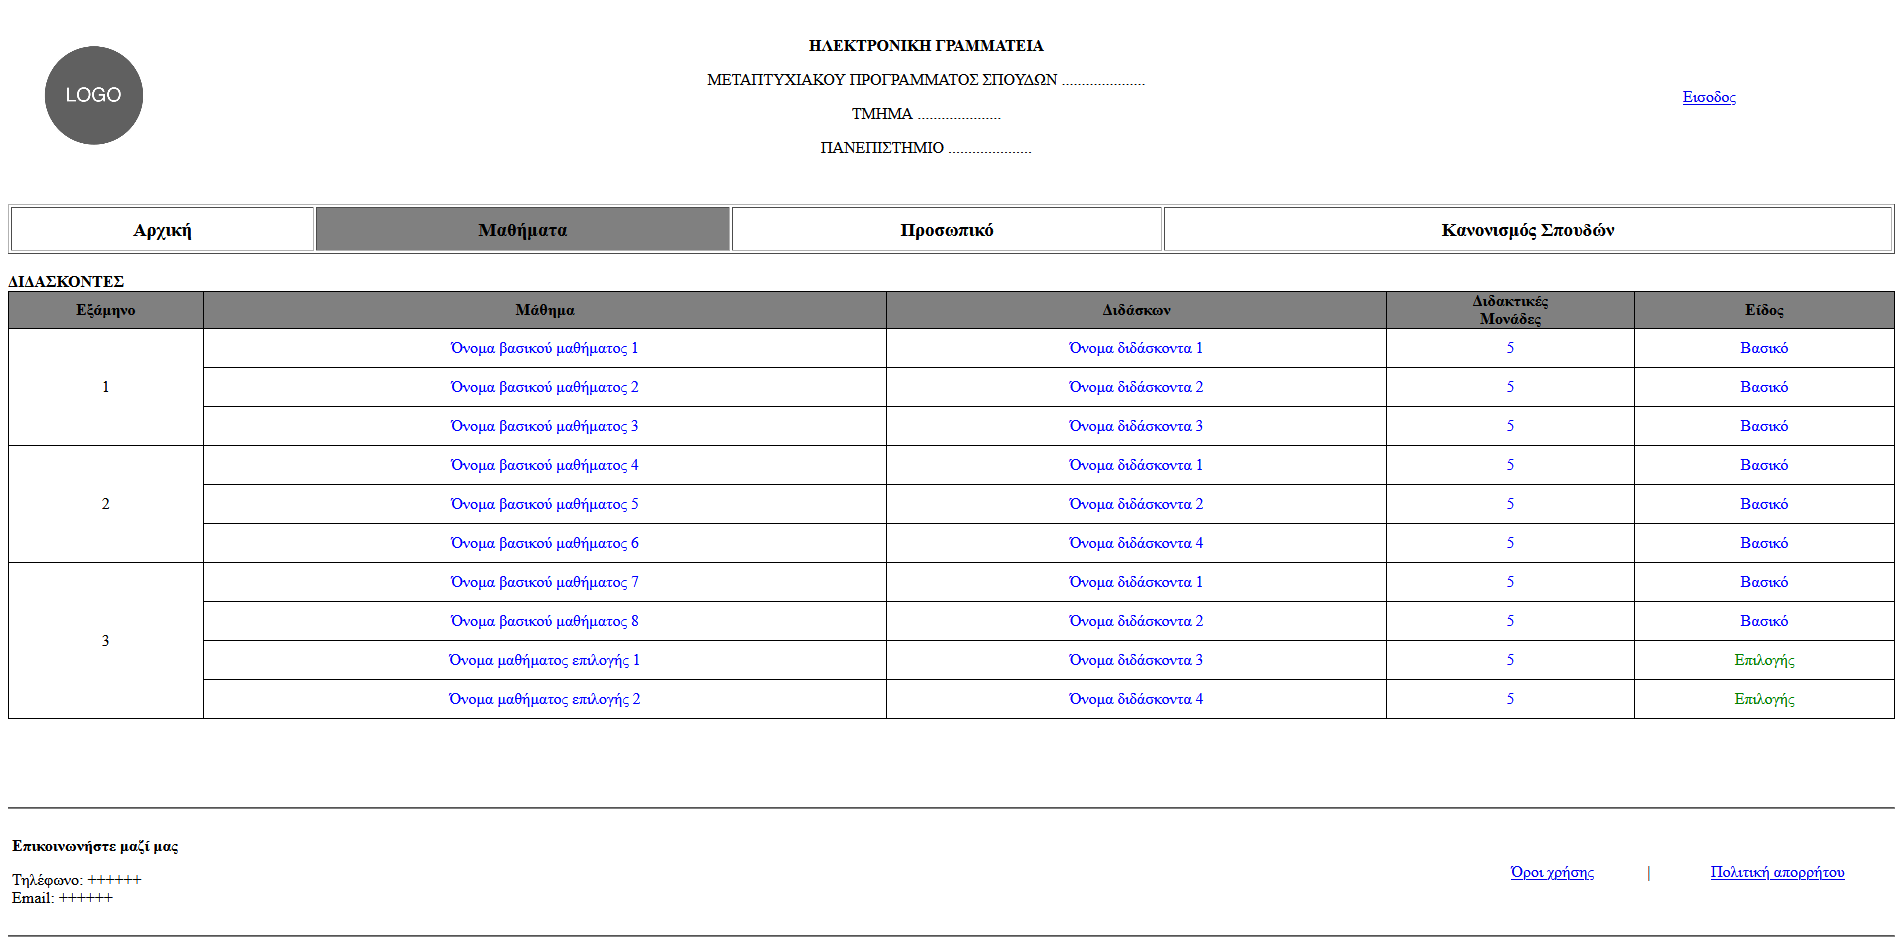 LOGO
ΗΛΕΚΤΡΟΝΙΚΗ ΓΡΑΜΜΑΤΕΙΑ
ΜΕΤΑΠΤΥΧΙΑΚΟΥ ΠΡΟΓΡΑΜΜΑΤΟΣ ΣΠΟΥΔΩΝ .....................
ΤΜΗΜΑ .....................
ΠΑΝΕΠΙΣΤΗΜΙΟ .....................
Εισοδος
Αρχική Μαθήματα Προσωπικό Κανονισμός Σπουδών
ΔΙΔΑΣΚΟΝΤΕΣ
Εξάμηνο Μάθημα Διδάσκων Διδακτικές Μονάδες Είδος
1 Όνομα βασικού μαθήματος 1 Όνομα διδάσκοντα 1 5 Βασικό
Όνομα βασικού μαθήματος 2 Όνομα διδάσκοντα 2 5 Βασικό
Όνομα βασικού μαθήματος 3 Όνομα διδάσκοντα 3 5 Βασικό
2 Όνομα βασικού μαθήματος 4 Όνομα διδάσκοντα 1 5 Βασικό
Όνομα βασικού μαθήματος 5 Όνομα διδάσκοντα 2 5 Βασικό
Όνομα βασικού μαθήματος 6 Όνομα διδάσκοντα 4 5 Βασικό
3 Όνομα βασικού μαθήματος 7 Όνομα διδάσκοντα 1 5 Βασικό
Όνομα βασικού μαθήματος 8 Όνομα διδάσκοντα 2 5 Βασικό
Όνομα μαθήματος επιλογής 1 Όνομα διδάσκοντα 3 5 Επιλογής
Όνομα μαθήματος επιλογής 2 Όνομα διδάσκοντα 4 5 Επιλογής
Επικοινωνήστε μαζί μας
Τηλέφωνο: ++++++
Email: ++++++
Όροι χρήσης | Πολιτική απορρήτου